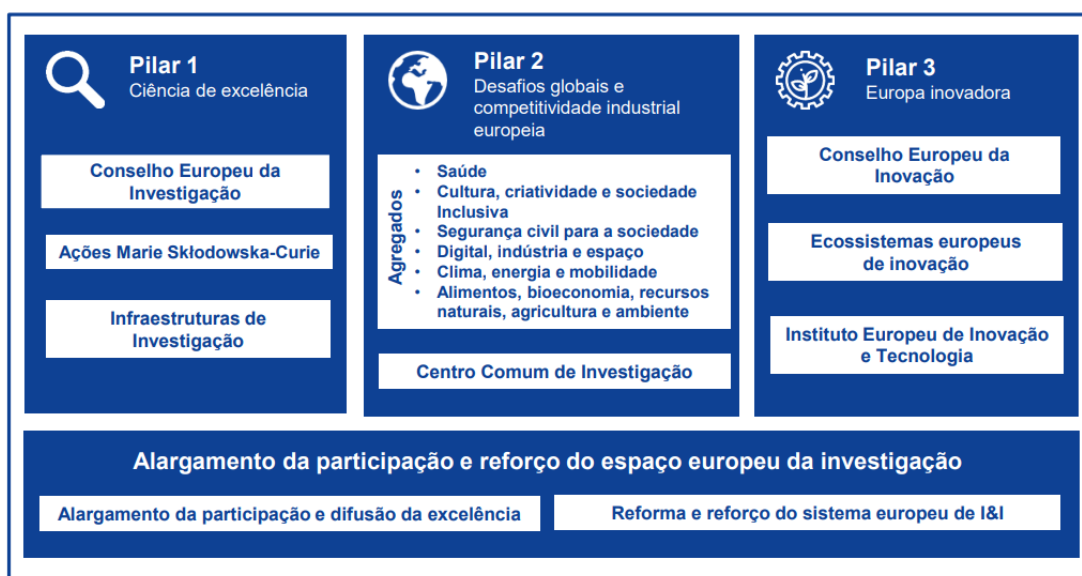 Pilar 1
Ciência de excelência
Conselho Europeu da
Investigação
Ações Marie Skłodowska-Curie
Infraestruturas de
Investigação
Pilar 2
Desafios globais e
competitividade industrial
europeia
Agregados
• Saúde
• Cultura, criatividade e sociedade
Inclusiva
• Segurança civil para a sociedade
• Digital, indústria e espaço
• Clima, energia e mobilidade
• Alimentos, bioeconomia, recursos
naturais, agricultura e ambiente
Centro Comum de Investigação
Pilar 3
Europa inovadora
Conselho Europeu da
Inovação
Ecossistemas europeus
de inovação
Instituto Europeu de Inovação
e Tecnologia
Alargamento da participação e reforço do espaço europeu da investigação
Alargamento da participação e difusão da excelência
Reforma e reforço do sistema europeu de I&I